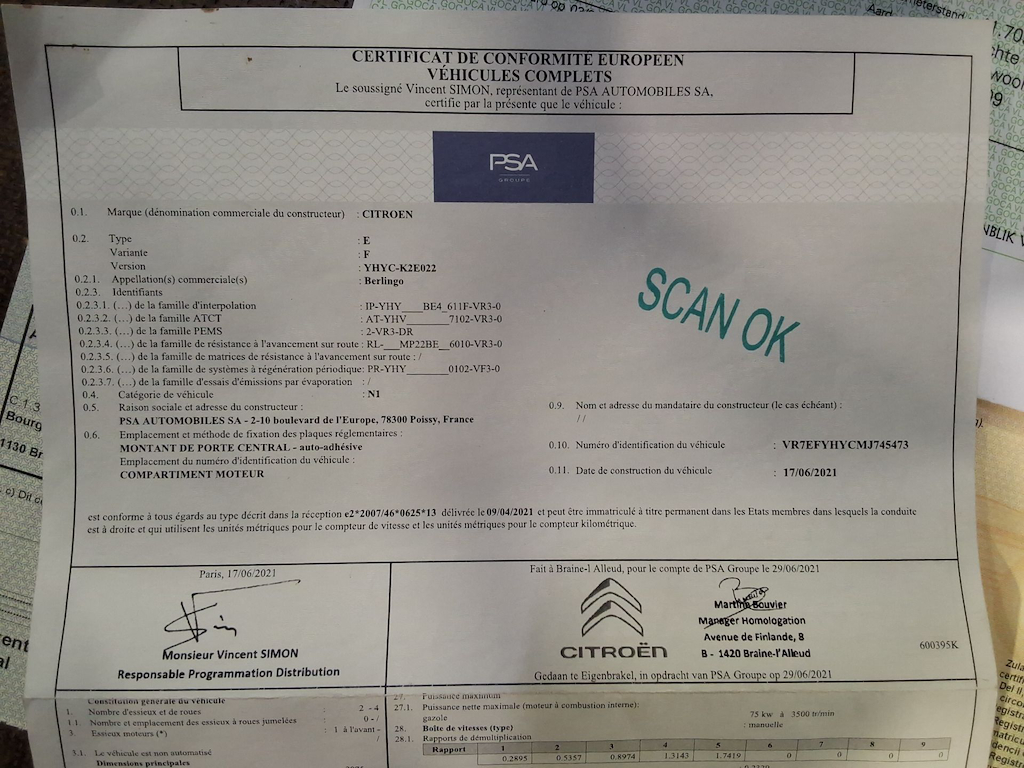 CERTIFICAT DE CONFORMITÉ EUROPÉEN
VÉHICULES COMPLETS
Le soussigné Vincent SIMON, représentant de PSA AUTOMOBILES SA,
certifie par la présente que le véhicule :
PSA
GROUPE
0.1. Marque (dénomination commerciale du constructeur) : CITROEN
0.2. Type : E
Variante : F
Version : YHYC-K2E022
0.2.1. Appellation(s) commerciale(s) : Berlingo
0.2.3. Identifiants
0.2.3.1. (...) de la famille d'interpolation : IP-YHY___BE4_611F-VR3-0
0.2.3.2. (...) de la famille ATCT : AT-YHV______7102-VR3-0
0.2.3.3. (...) de la famille PEMS : 2-VR3-DR
0.2.3.4. (...) de la famille de résistance à l'avancement sur route : RL-___MP22BE__6010-VR3-0
0.2.3.5. (...) de la famille de matrices de résistance à l'avancement sur route : /
0.2.3.6. (...) de la famille de systèmes à régénération périodique: PR-YHY_______0102-VF3-0
0.2.3.7. (...) de la famille d'essais d'émissions par évaporation : /
0.4. Catégorie de véhicule : N1
0.5. Raison sociale et adresse du constructeur :
PSA AUTOMOBILES SA - 2-10 boulevard de l'Europe, 78300 Poissy, France
0.6. Emplacement et méthode de fixation des plaques réglementaires :
MONTANT DE PORTE CENTRAL - auto-adhésive
Emplacement du numéro d'identification du véhicule :
COMPARTIMENT MOTEUR
SCAN OK
0.9. Nom et adresse du mandataire du constructeur (le cas échéant) :
/ /
0.10. Numéro d'identification du véhicule : VR7EFYHYCMJ745473
0.11. Date de construction du véhicule : 17/06/2021
est conforme à tous égards au type décrit dans la réception e2*2007/46*0625*13 délivrée le 09/04/2021 et peut être immatriculé à titre permanent dans les Etats membres dans lesquels la conduite
est à droite et qui utilisent les unités métriques pour le compteur de vitesse et les unités métriques pour le compteur kilométrique.
Paris, 17/06/2021
Monsieur Vincent SIMON
Responsable Programmation Distribution
Fait à Braine-l Alleud, pour le compte de PSA Groupe le 29/06/2021
CITROËN
Martine Bouvier
Manager Homologation
Avenue de Finlande, 8
B - 1420 Braine-l'Alleud
600395K
Gedaan te Eigenbrakel, in opdracht van PSA Groupe op 29/06/2021
Constitution générale du véhicule
1. Nombre d'essieux et de roues : 2 - 4
1.1. Nombre et emplacement des essieux à roues jumelées : 0 - /
3. Essieux moteurs (*) : 1 à l'avant -
/
3.1. Le véhicule est non automatisé
Dimensions principales
27. Puissance maximum
27.1. Puissance nette maximale (moteur à combustion interne):
gazole 75 kw à 3500 tr/min
28. Boîte de vitesses (type) : manuelle
28.1. Rapports de démultiplication
Rapport 1 2 3 4 5 6 7 8 9
0.2895 0.5357 0.8974 1.3143 1.7419 0 0 0 0